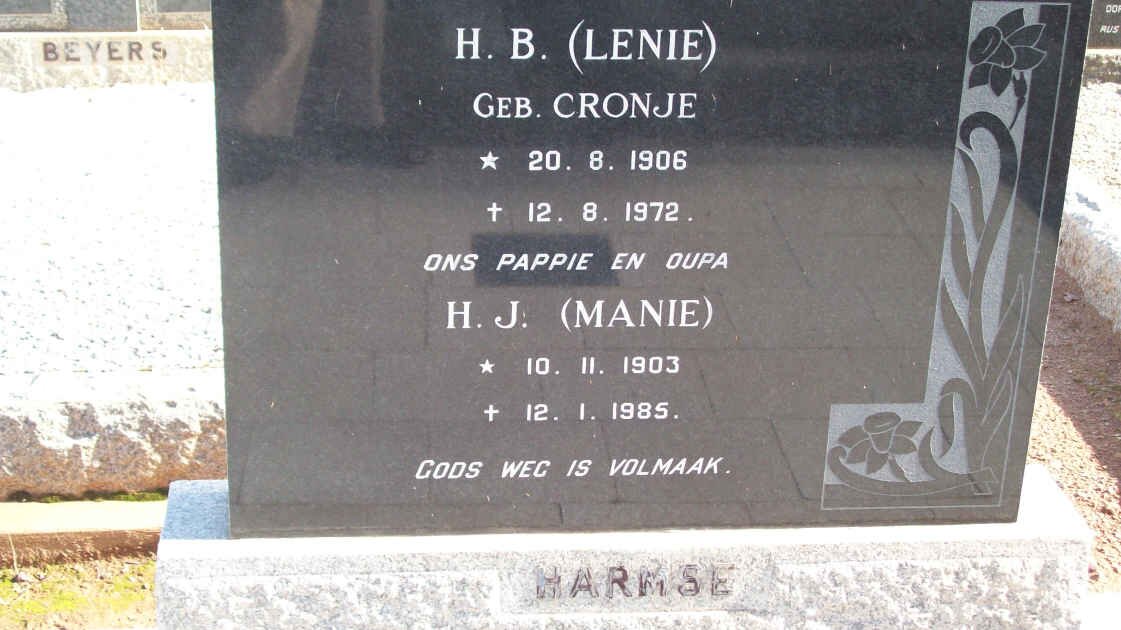 BEYERS
H. B. (LENIE)
GEB. CRONJE
★ 20. 8. 1906
✝ 12. 8. 1972.
ONS PAPPIE EN OUPA
H. J. (MANIE)
★ 10. 11. 1903
✝ 12. 1. 1985.
GODS WEG IS VOLMAAK.
HARMSE
RUS